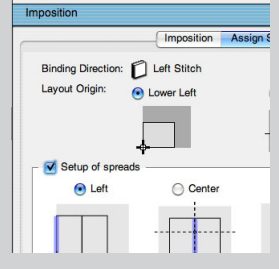 Imposition
Imposition Assign S
Binding Direction: Left Stitch
Layout Origin: Lower Left
Setup of spreads
Left Center